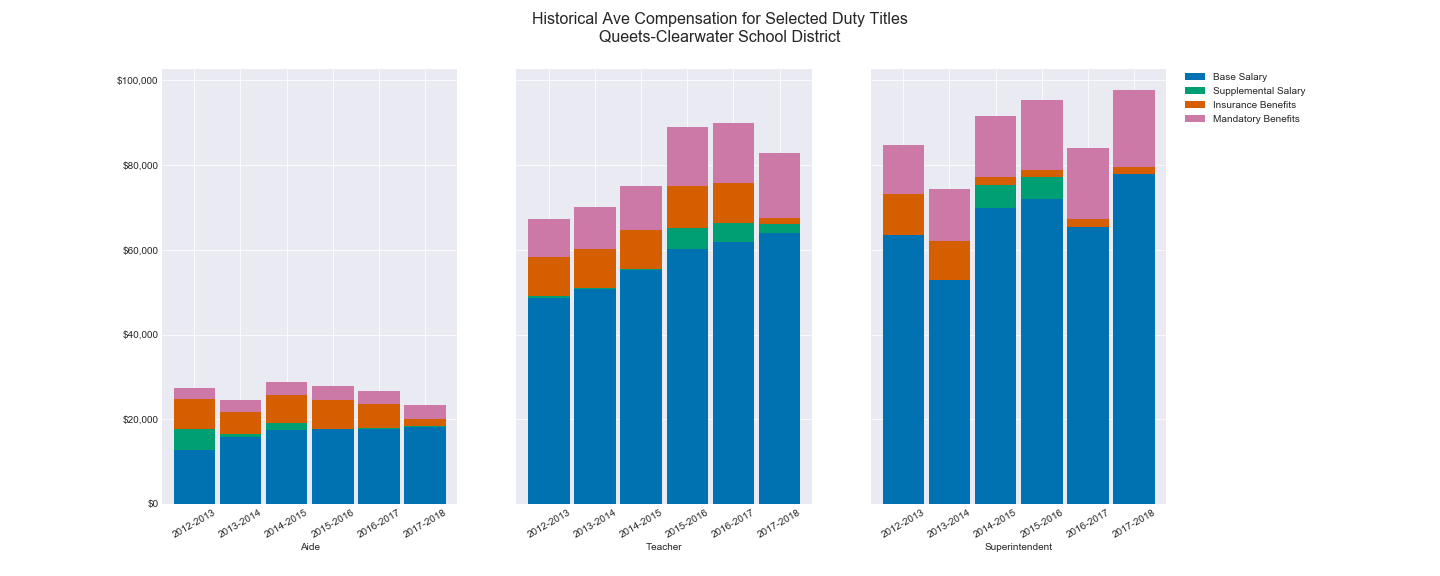 Historical Ave Compensation for Selected Duty Titles
Queets-Clearwater School District
$100,000
$80,000
$60,000
$40,000
$20,000
$0
2012-2013
2013-2014
2014-2015
2015-2016
2016-2017
2017-2018
Aide
2012-2013
2013-2014
2014-2015
2015-2016
2016-2017
2017-2018
Teacher
2012-2013
2013-2014
2014-2015
2015-2016
2016-2017
2017-2018
Superintendent
Base Salary
Supplemental Salary
Insurance Benefits
Mandatory Benefits